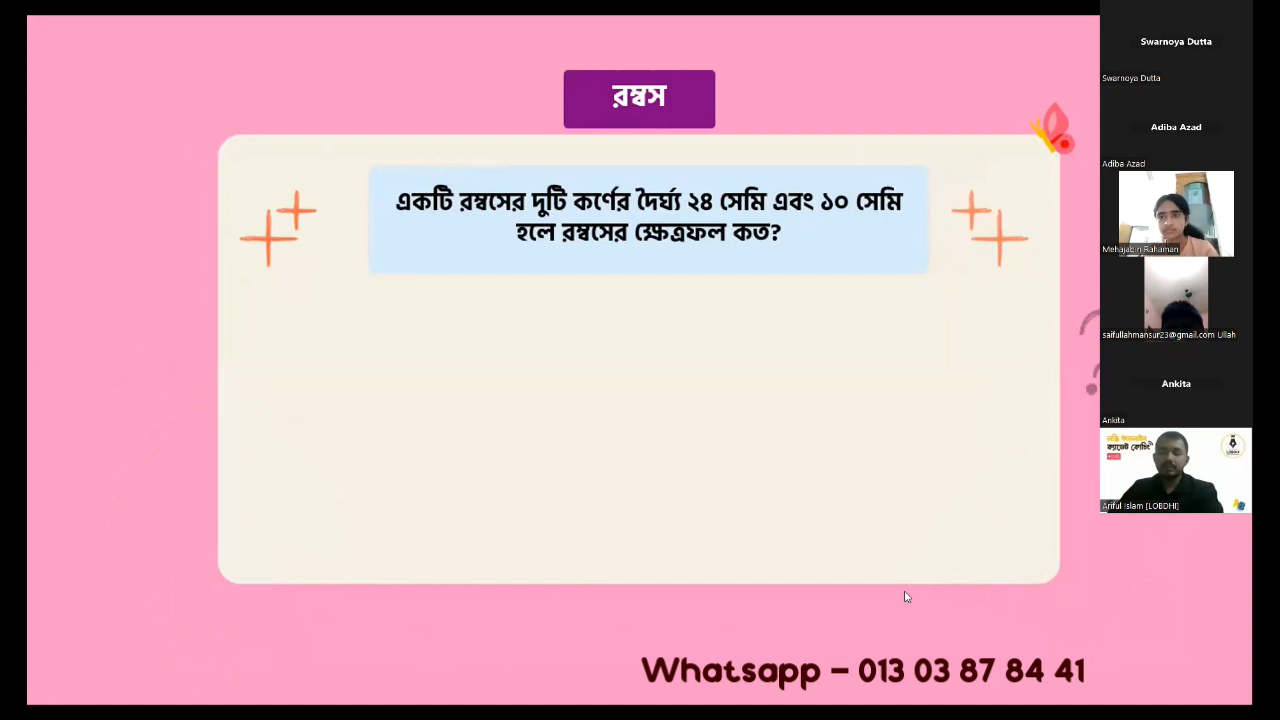 রম্বস
একটি রম্বসের দুটি কর্ণের দৈর্ঘ্য ২৪ সেমি এবং ১০ সেমি
হলে রম্বসের ক্ষেত্রফল কত?
Whatsapp – 013 03 87 84 41
Swarnoya Dutta
Swarnoya Dutta
Adiba Azad
Adiba Azad
Mehajabin Rahaman
saifullahmansur23@gmail.com Ullah
Ankita
Ankita
ক্যাডেট কোচিং
Ariful Islam [LOBDHI]